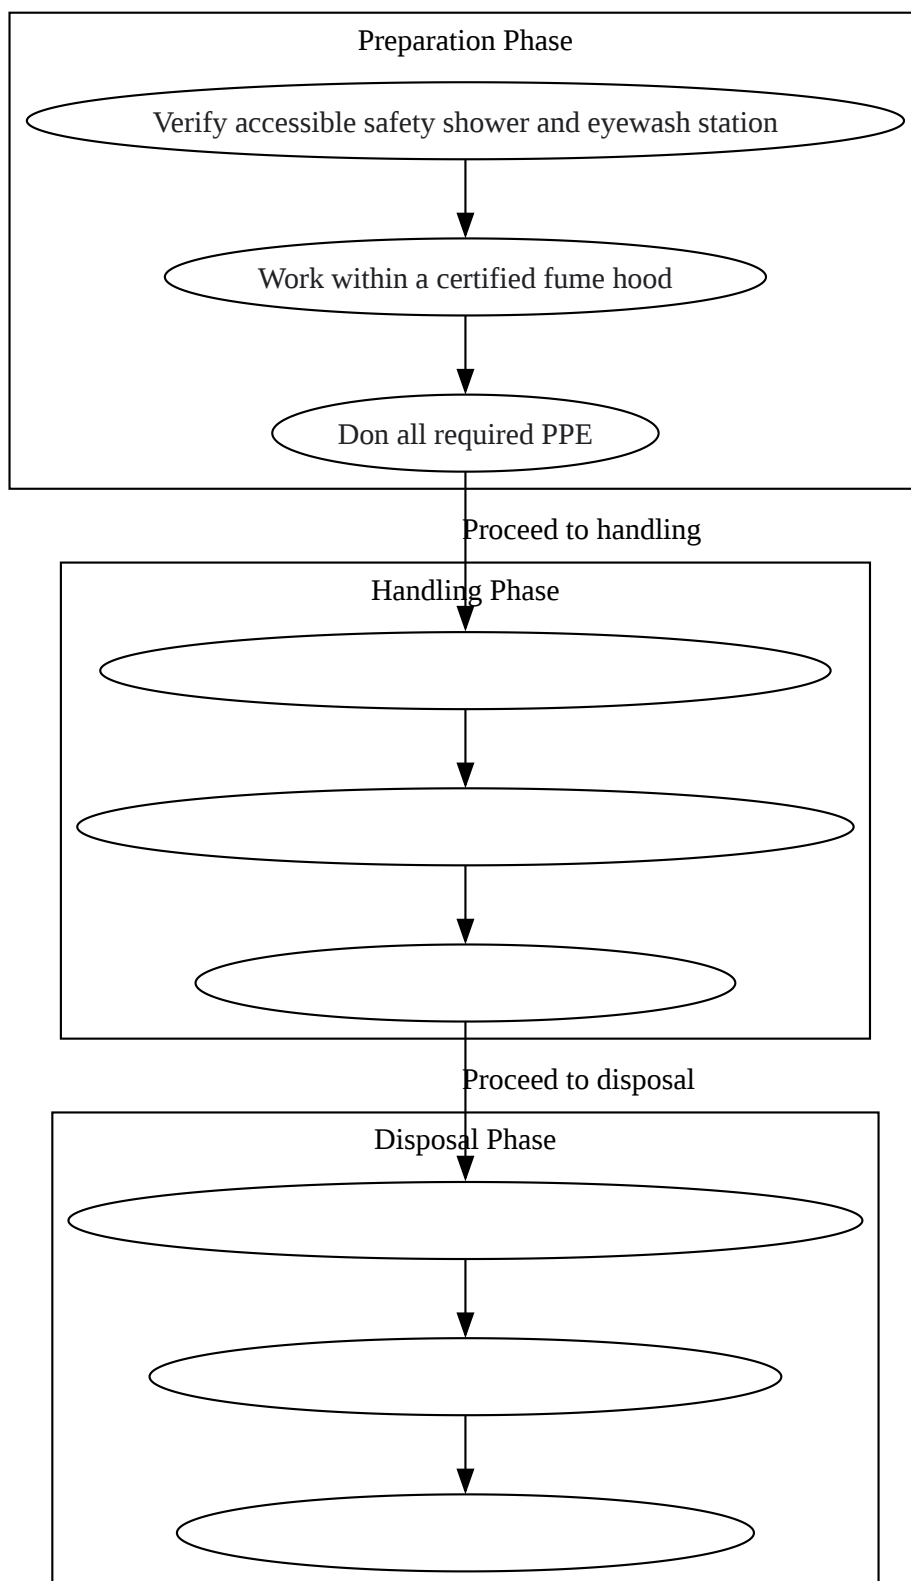 Preparation Phase
Verify accessible safety shower and eyewash station
Work within a certified fume hood
Don all required PPE
Proceed to handling
Handling Phase
Proceed to disposal
Disposal Phase